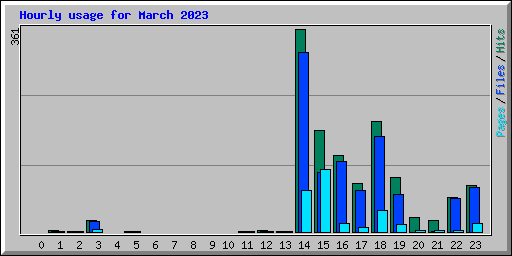 Hourly usage for March 2023
361
Pages/Files/Hits
0 1 2 3 4 5 6 7 8 9 10 11 12 13 14 15 16 17 18 19 20 21 22 23